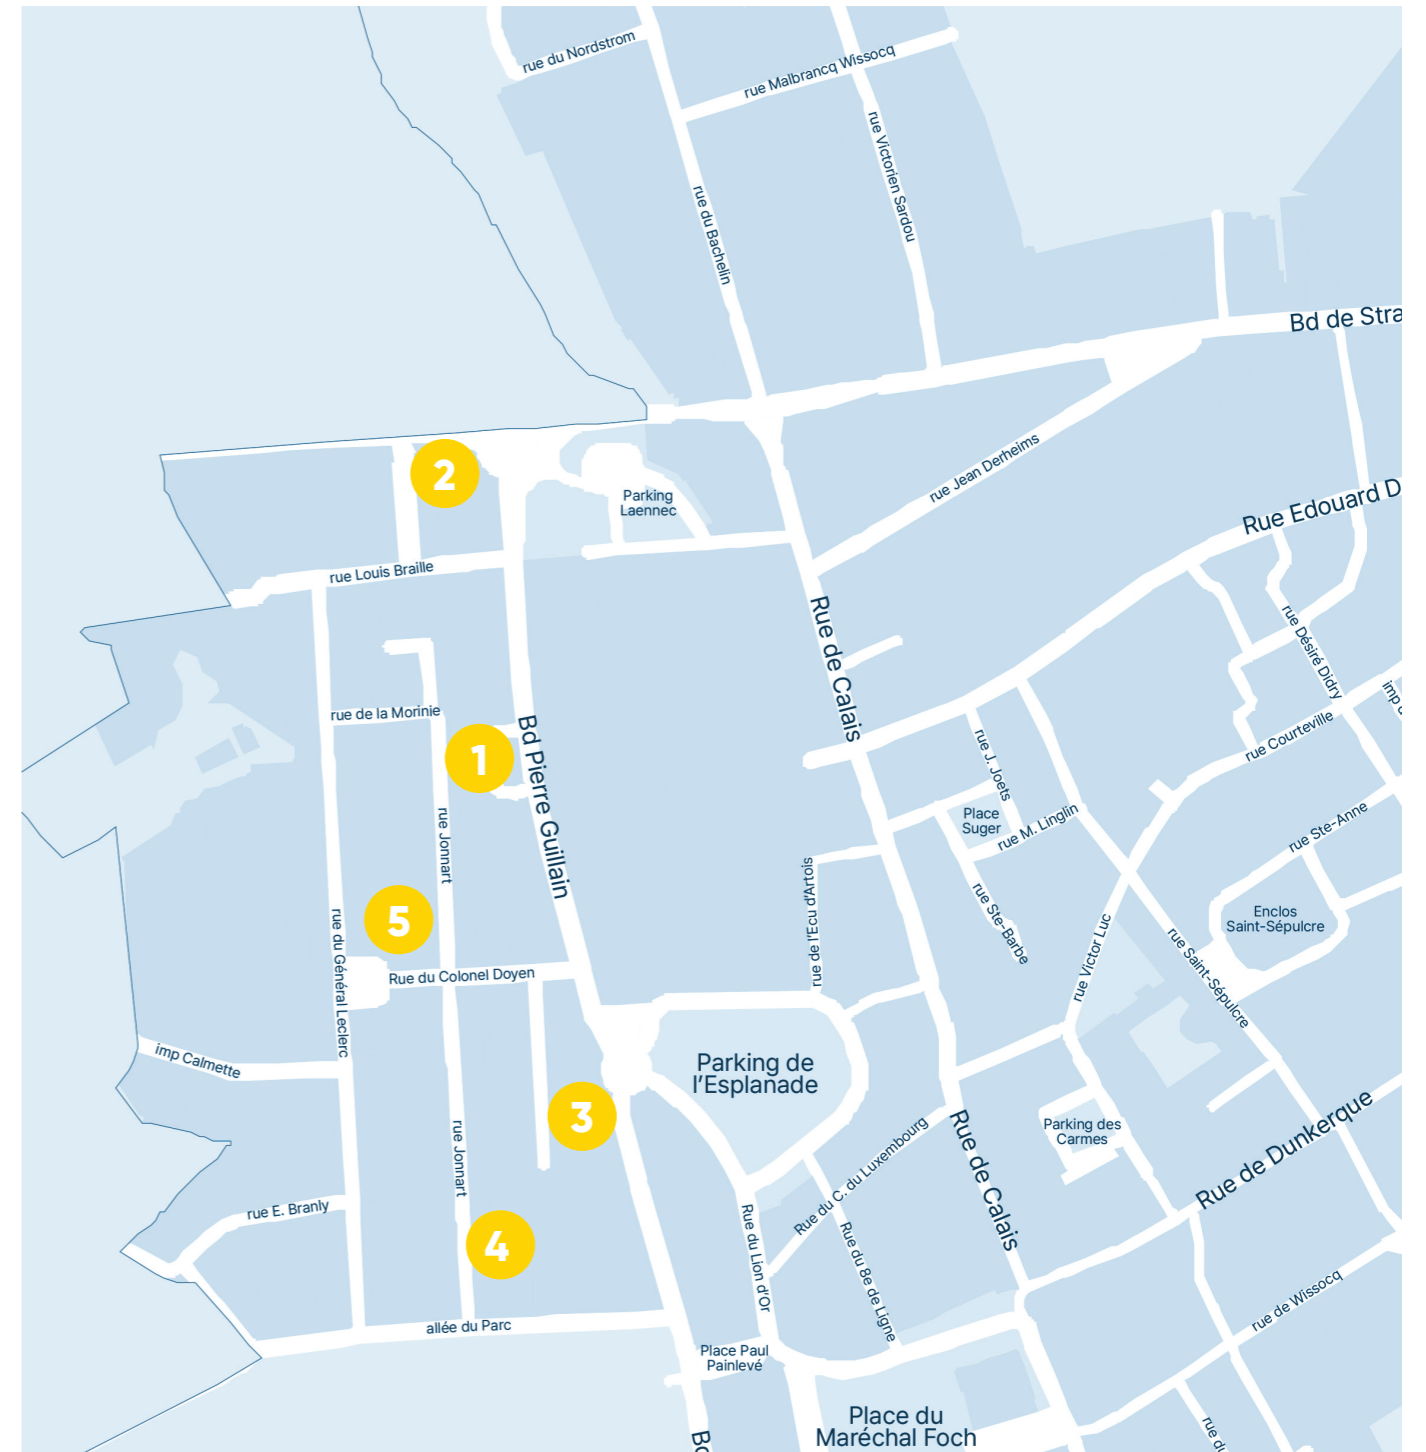 rue du Nordstrom
rue Malbrancq Wissocq
rue Victorien Sardou
rue du Bachelin
Bd de Stra
rue Jean Derheims
2
Parking
Laennec
Rue Edouard D
rue Louis Braille
Rue de Calais
rue Désiré Didry
imp d
rue de la Morinie
1
Bd Pierre Guillain
rue J. Joets
rue Courteville
Place
Suger
rue M. Linglin
rue Ste-Anne
rue Jonnart
rue de l'Ecu d'Artois
rue Ste-Barbe
5
Enclos
Saint-Sépulcre
rue du Général Leclerc
rue Victor Luc
rue Saint-Sépulcre
Rue du Colonel Doyen
imp Calmette
Parking de
l'Esplanade
3
Parking des
Carmes
Rue de Dunkerque
rue Jonnart
Rue du C. du Luxembourg
Rue de Calais
rue E. Branly
4
Rue du Lion d'Or
Rue du 8e de Ligne
rue de Wissocq
allée du Parc
Place Paul
Painlevé
Place du
Maréchal Foch
Bo
rue du